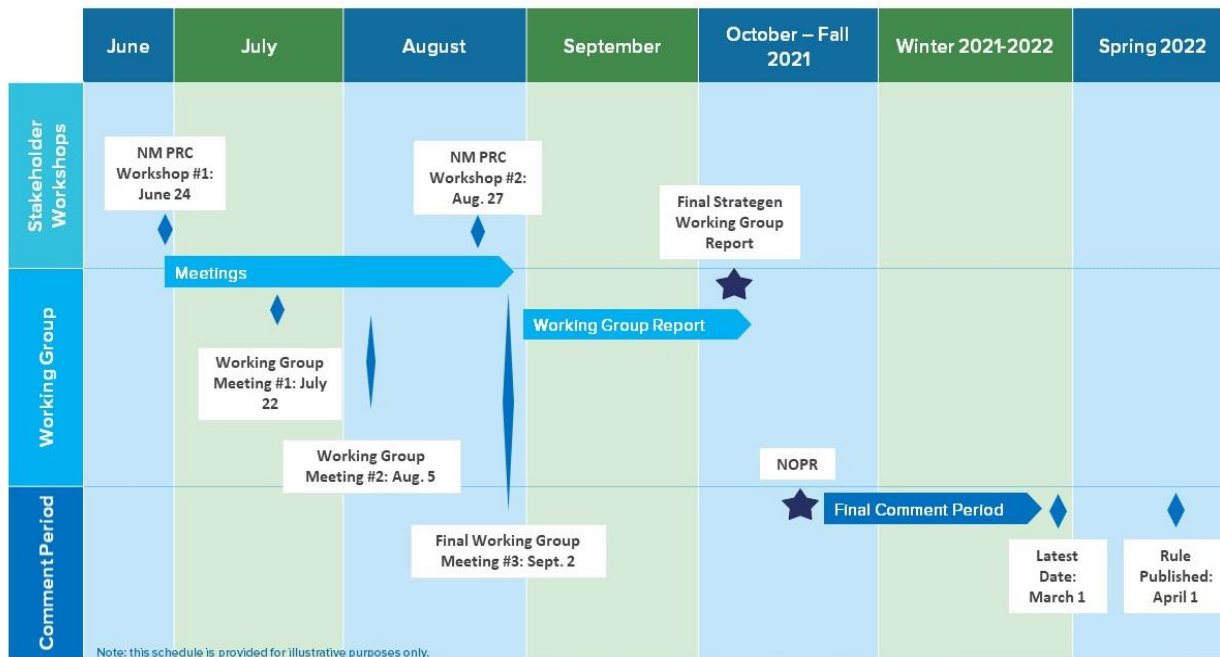 June
July
August
September
October – Fall
2021
Winter 2021-2022
Spring 2022
Stakeholder
Workshops
NM PRC
Workshop #1:
June 24
NM PRC
Workshop #2:
Aug. 27
Final Strategen
Working Group
Report
Meetings
Working Group
Working Group Report
Working Group
Meeting #1: July
22
Working Group
Meeting #2: Aug. 5
Final Working Group
Meeting #3: Sept. 2
Comment Period
NOPR
Final Comment Period
Latest
Date:
March 1
Rule
Published:
April 1
Note: this schedule is provided for illustrative purposes only.